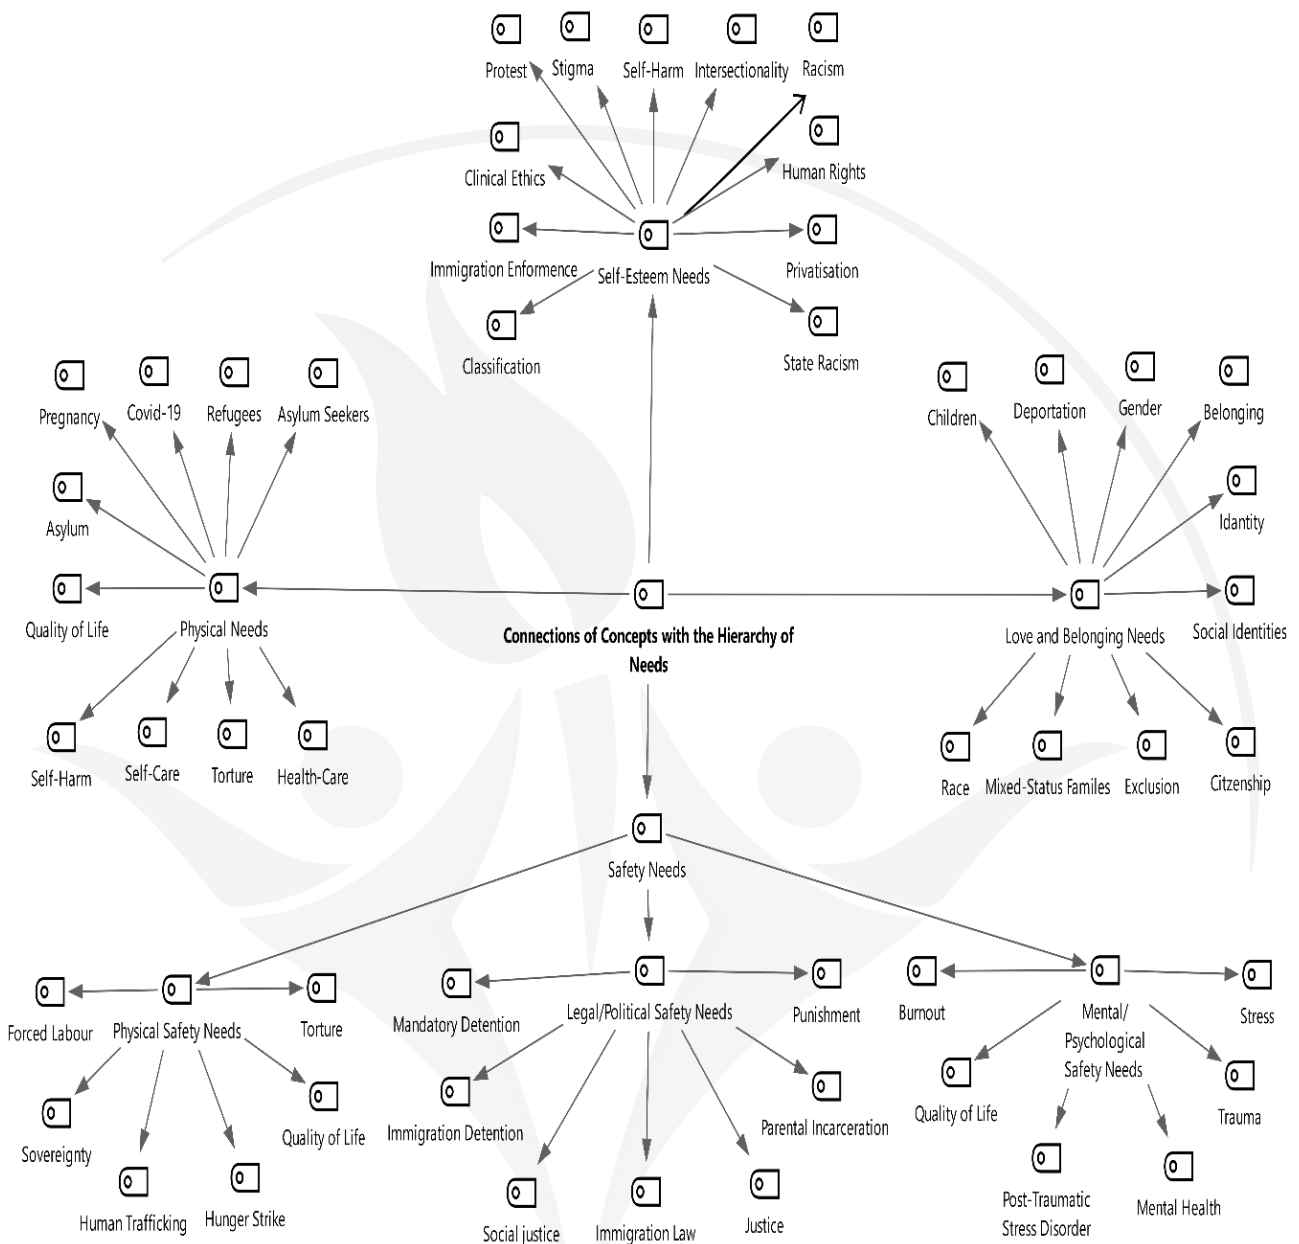 Protest
Stigma
Self-Harm
Intersectionality
Racism
Clinical Ethics
Human Rights
Immigration Enformence
Self-Esteem Needs
Privatisation
Classification
State Racism
Pregnancy
Covid-19
Refugees
Asylum Seekers
Children
Deportation
Gender
Belonging
Asylum
Idantity
Quality of Life
Physical Needs
Connections of Concepts with the Hierarchy of
Needs
Love and Belonging Needs
Social Identities
Self-Harm
Self-Care
Torture
Health-Care
Race
Mixed-Status Familes
Exclusion
Citzenship
Safety Needs
Forced Labour
Physical Safety Needs
Torture
Mandatory Detention
Legal/Political Safety Needs
Punishment
Burnout
Mental/
Psychological
Safety Needs
Stress
Sovereignty
Quality of Life
Immigration Detention
Parental Incarceration
Quality of Life
Trauma
Human Trafficking
Hunger Strike
Social justice
Immigration Law
Justice
Post-Traumatic
Stress Disorder
Mental Health